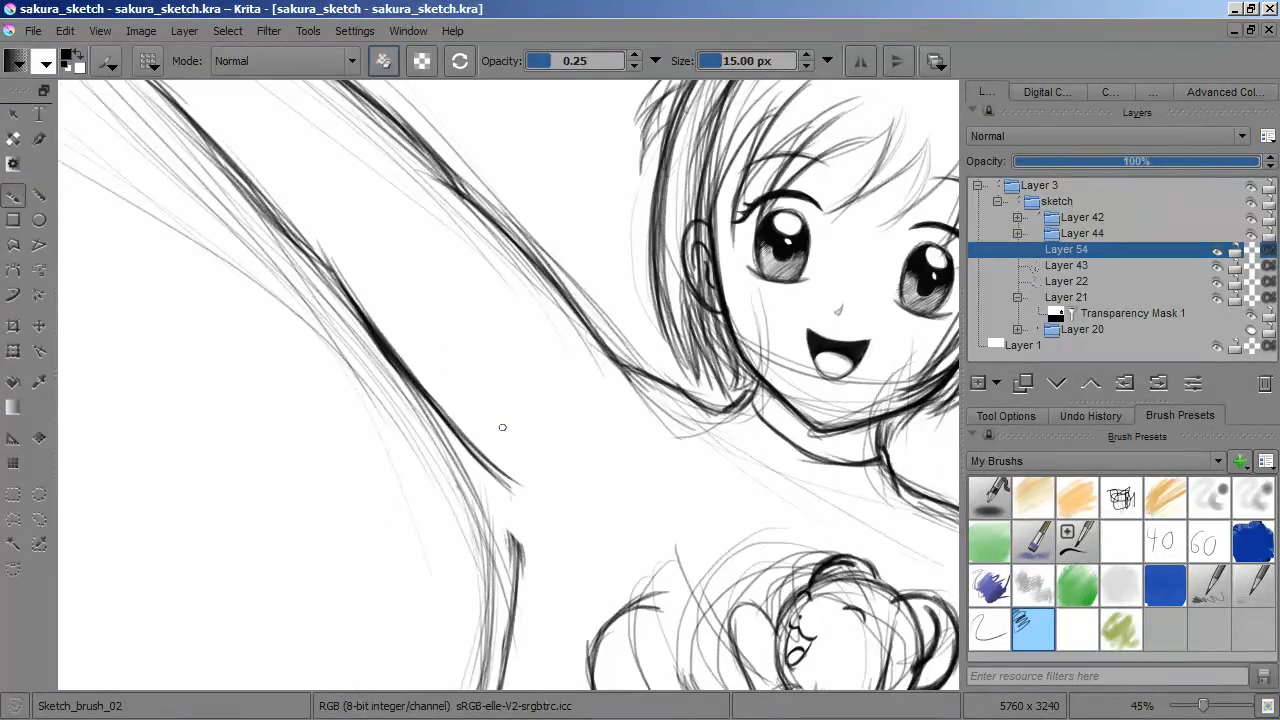 sakura_sketch - sakura_sketch.kra – Krita - [sakura_sketch - sakura_sketch.kra]
File Edit View Image Layer Select Filter Tools Settings Window Help
Mode: Normal Opacity: 0.25 Size: 15.00 px
L... Digital C... C... ... Advanced Col...
Layers
Normal
Opacity: 100%
Layer 3
sketch
Layer 42
Layer 44
Layer 54
Layer 43
Layer 22
Layer 21
Transparency Mask 1
Layer 20
Layer 1
Tool Options Undo History Brush Presets
Brush Presets
My Brushes
40 60
Enter resource filters here
Sketch_brush_02 RGB (8-bit integer/channel) sRGB-elle-V2-srgbtrc.icc 5760 x 3240 45%